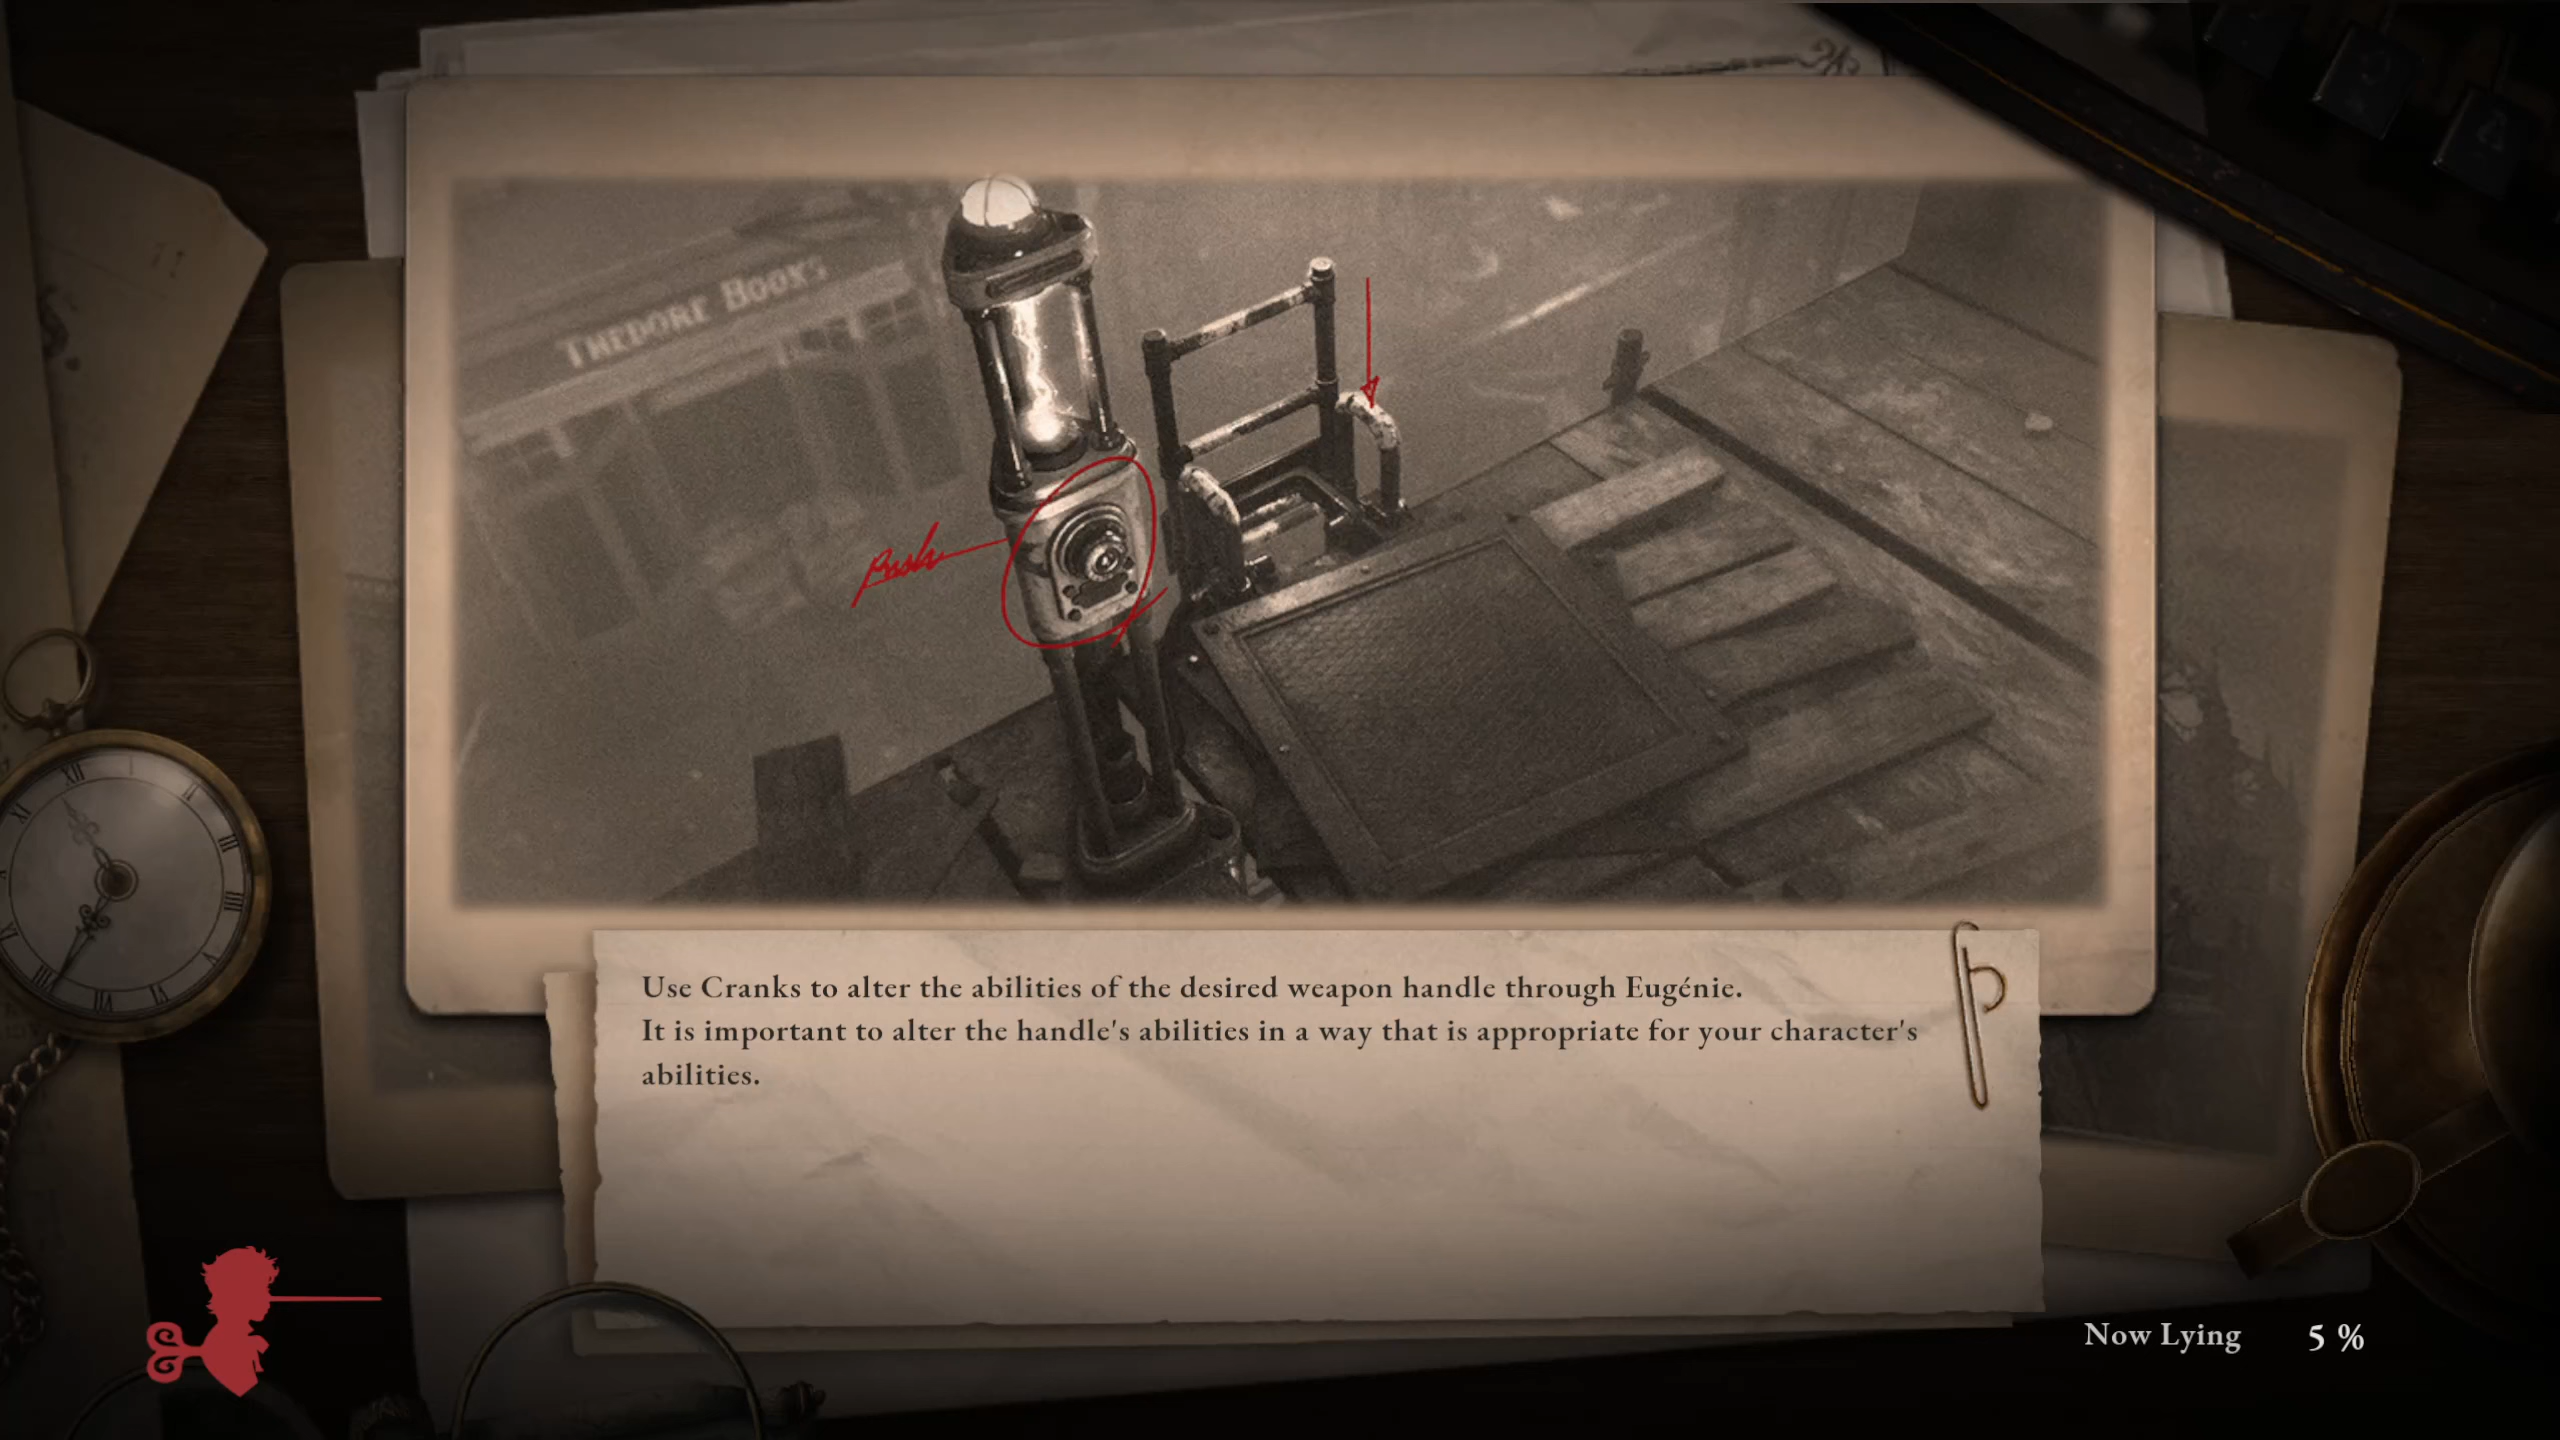 THEDORE BOOKS
Push
Use Cranks to alter the abilities of the desired weapon handle through Eugénie.
It is important to alter the handle's abilities in a way that is appropriate for your character's
abilities.
Now Lying 5 %